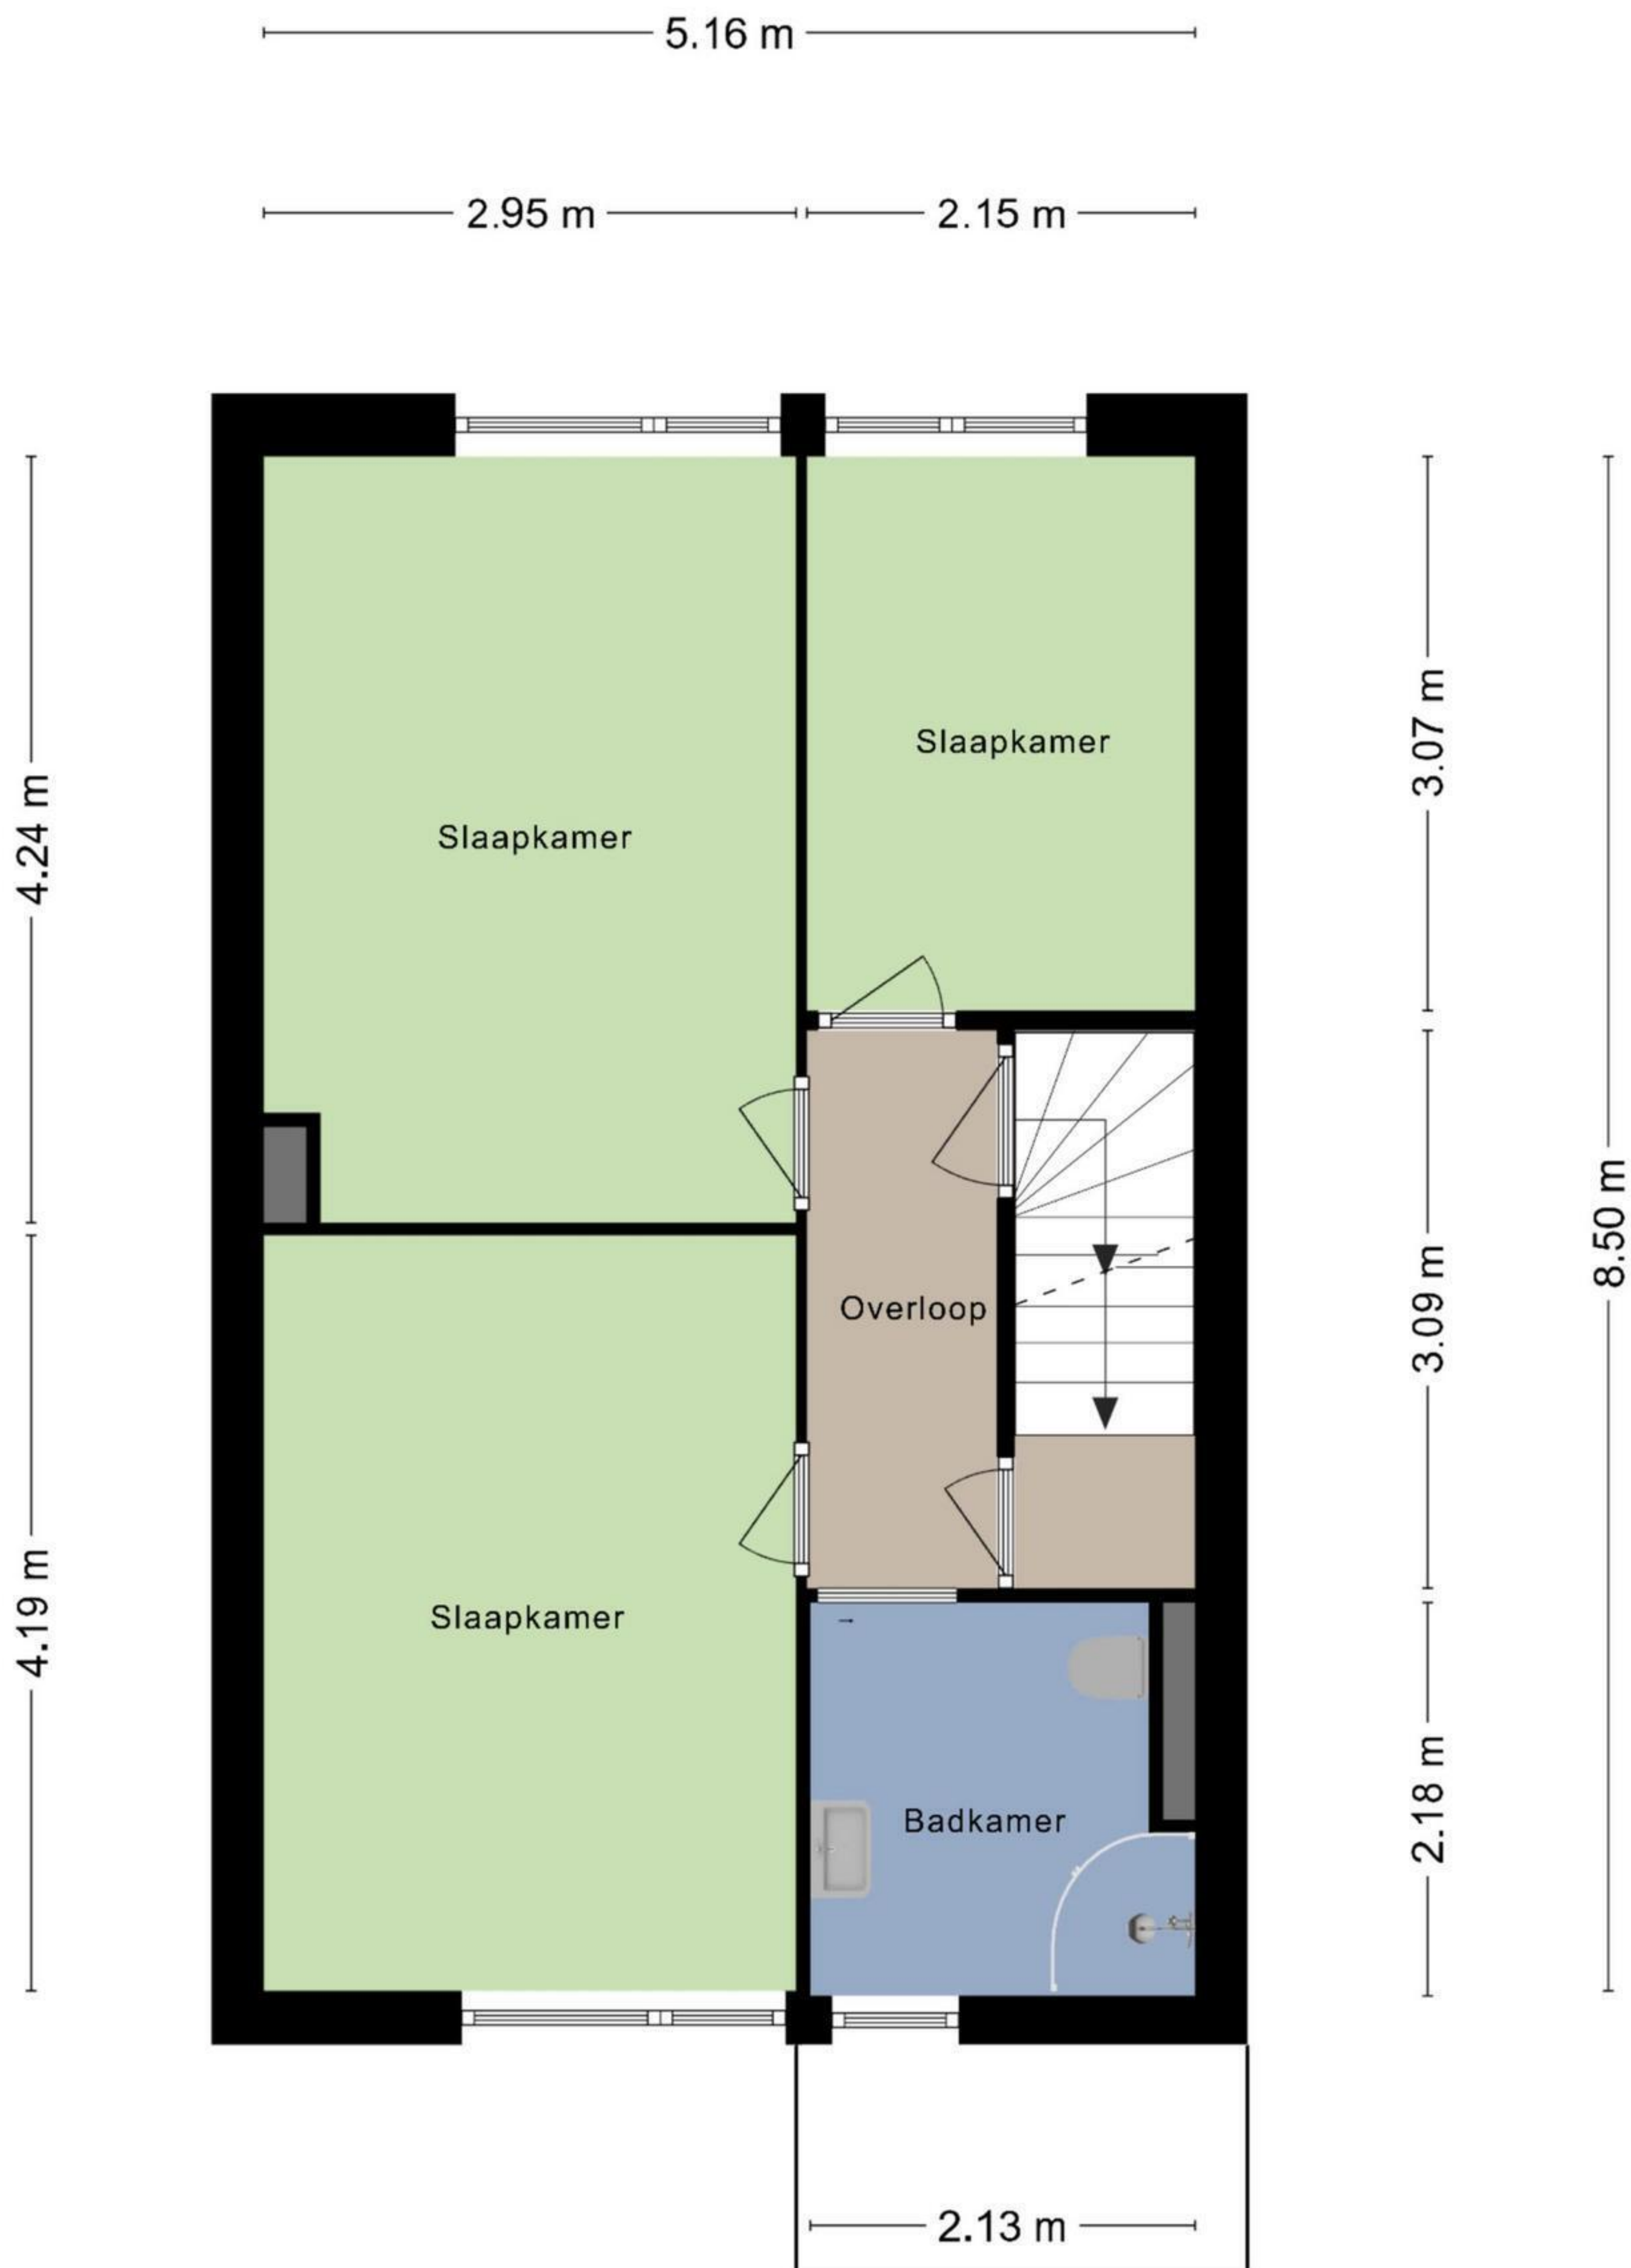 5.16 m
2.95 m
2.15 m
Slaapkamer
3.07 m
Slaapkamer
4.24 m
8.50 m
Overloop
3.09 m
Slaapkamer
4.19 m
Badkamer
2.18 m
2.13 m